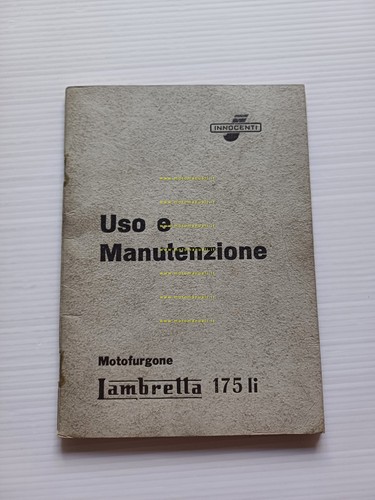 INNOCENTI
Uso e
Manutenzione
Motofurgone
Lambretta 175 li